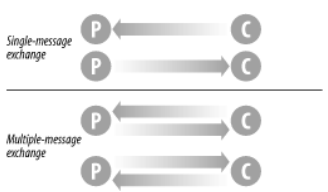 P C
Single-message
exchange
P C
P C
Multiple-message
exchange
P C